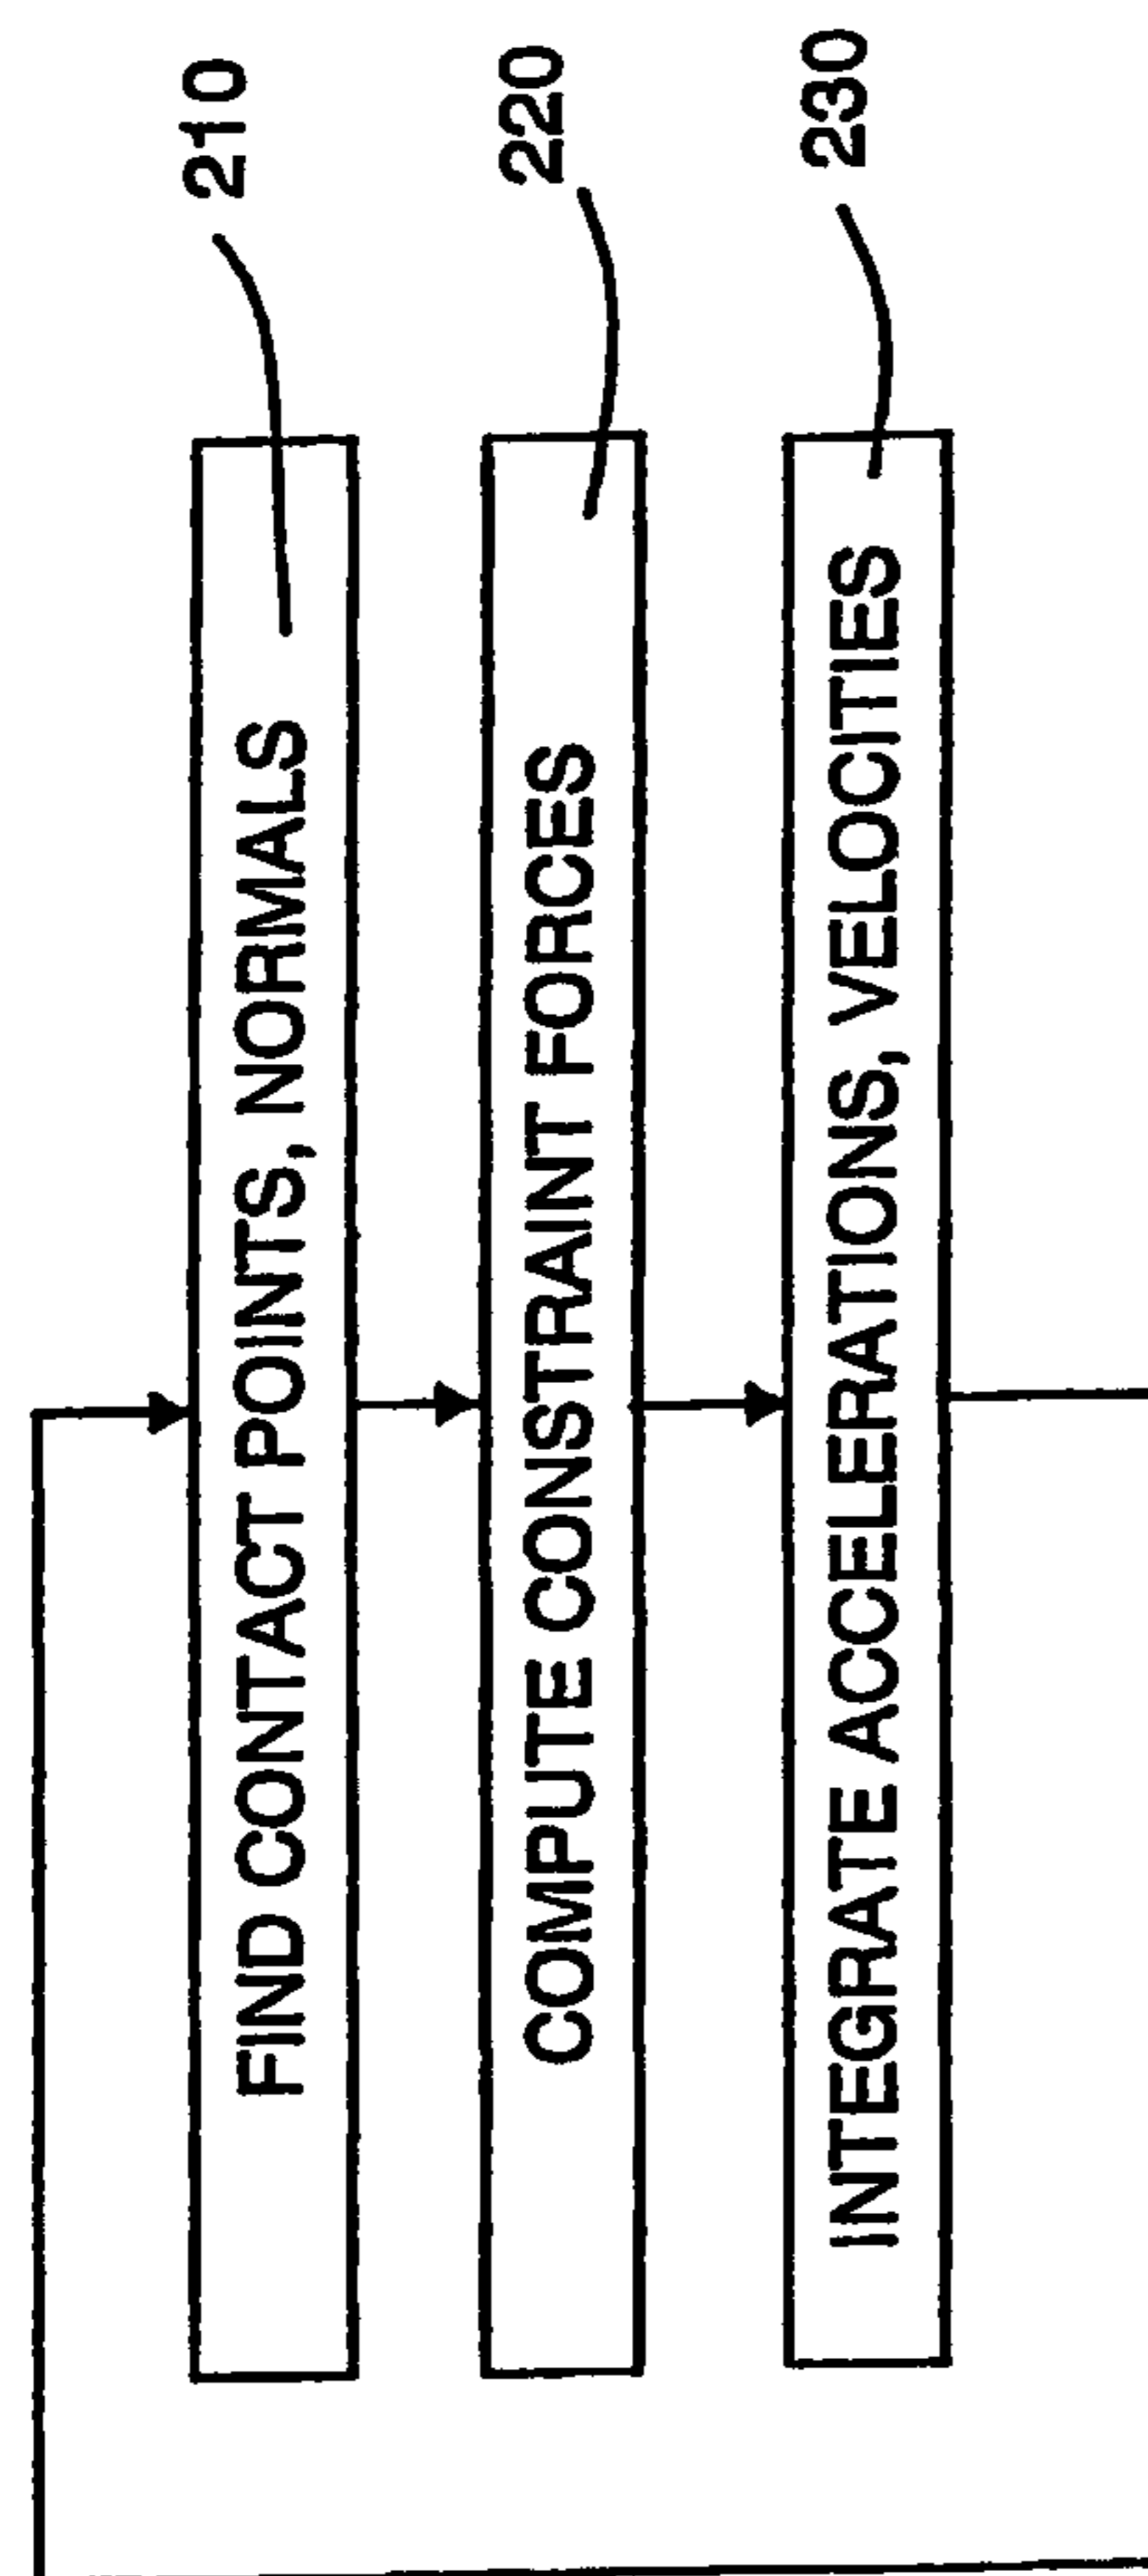 FIND CONTACT POINTS, NORMALS
210
COMPUTE CONSTRAINT FORCES
220
INTEGRATE ACCELERATIONS, VELOCITIES
230